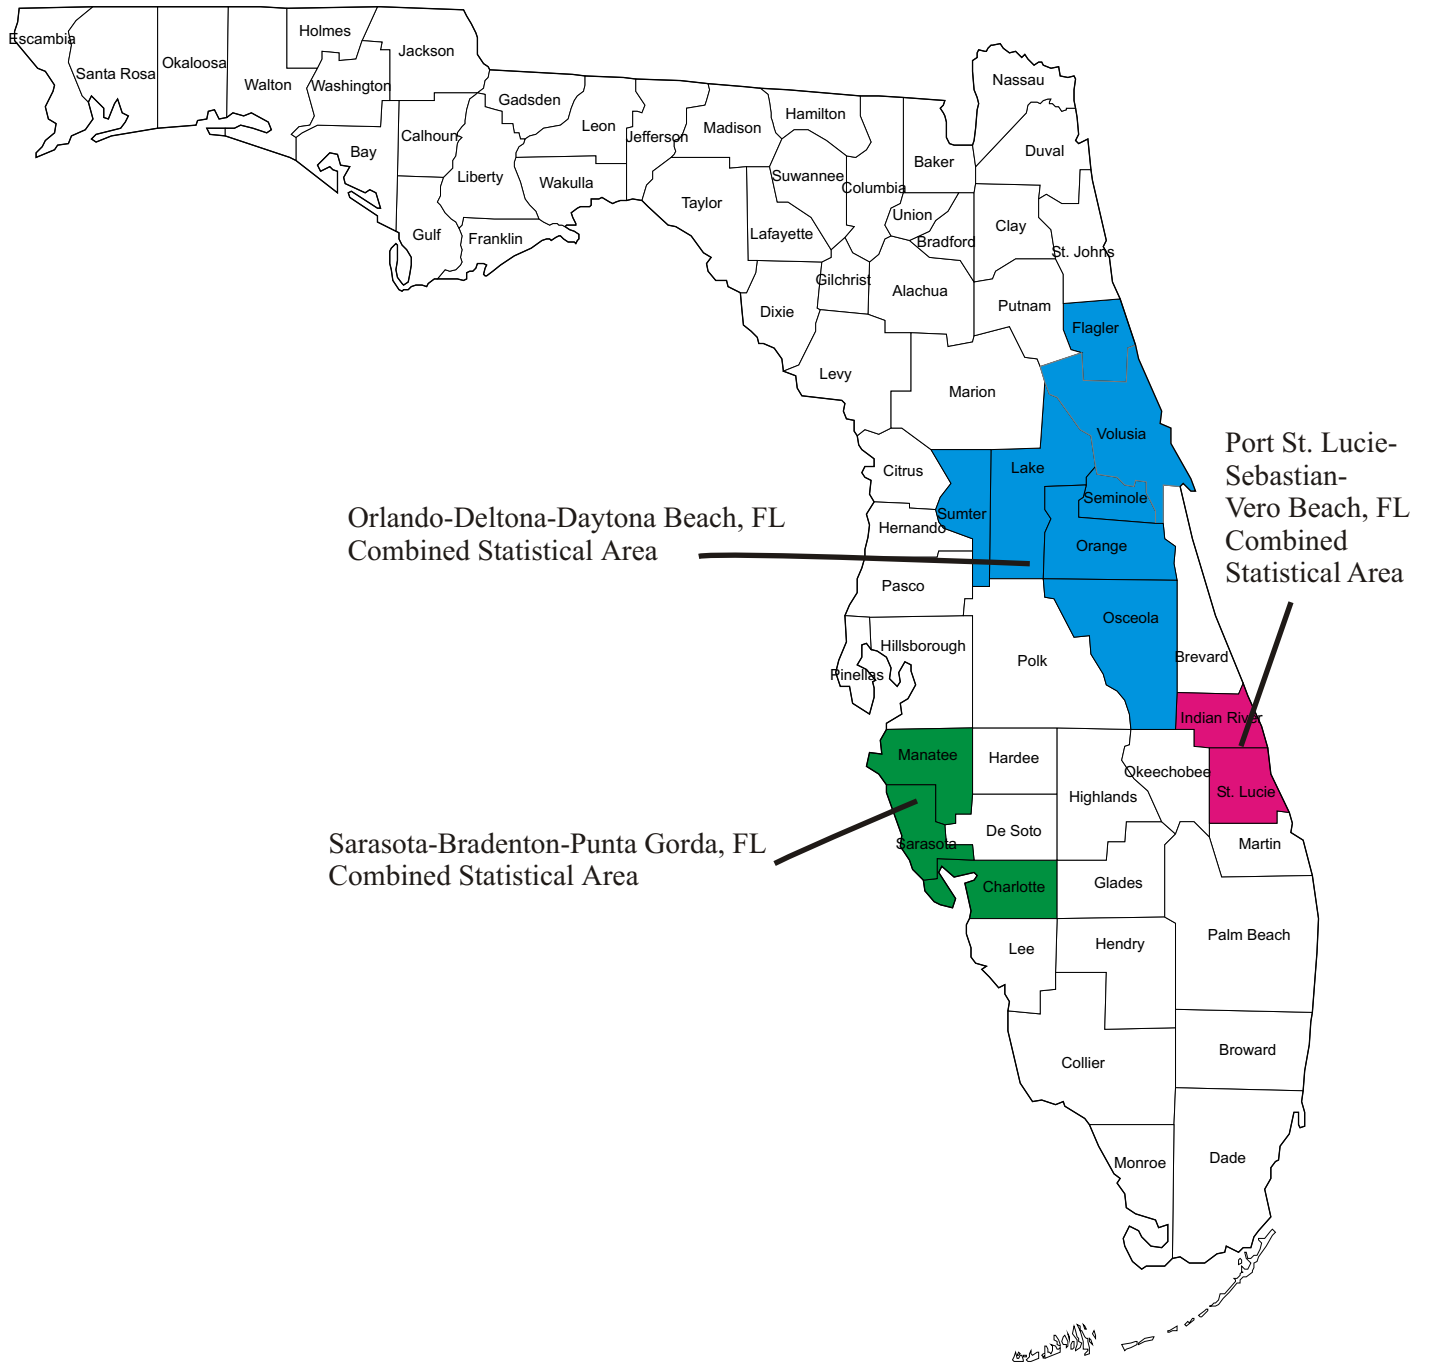 Holmes
Escambia
Jackson
Okaloosa
Santa Rosa
Walton
Washington
Nassau
Gadsden
Hamilton
Leon
Madison
Jefferson
Calhoun
Bay
Duval
Baker
Liberty
Suwannee
Wakulla
Columbia
Taylor
Union
Clay
Gulf
Franklin
Lafayette
Bradford
St. Johns
Gilchrist
Alachua
Putnam
Dixie
Flagler
Levy
Marion
Volusia
Port St. Lucie-
Sebastian-
Vero Beach, FL
Combined
Statistical Area
Citrus
Lake
Seminole
Sumter
Orlando-Deltona-Daytona Beach, FL
Combined Statistical Area
Hernando
Orange
Pasco
Osceola
Hillsborough
Polk
Brevard
Pinellas
Indian River
Manatee
Hardee
Okeechobee
Highlands
St. Lucie
De Soto
Sarasota
Martin
Sarasota-Bradenton-Punta Gorda, FL
Combined Statistical Area
Charlotte
Glades
Palm Beach
Hendry
Lee
Broward
Collier
Dade
Monroe